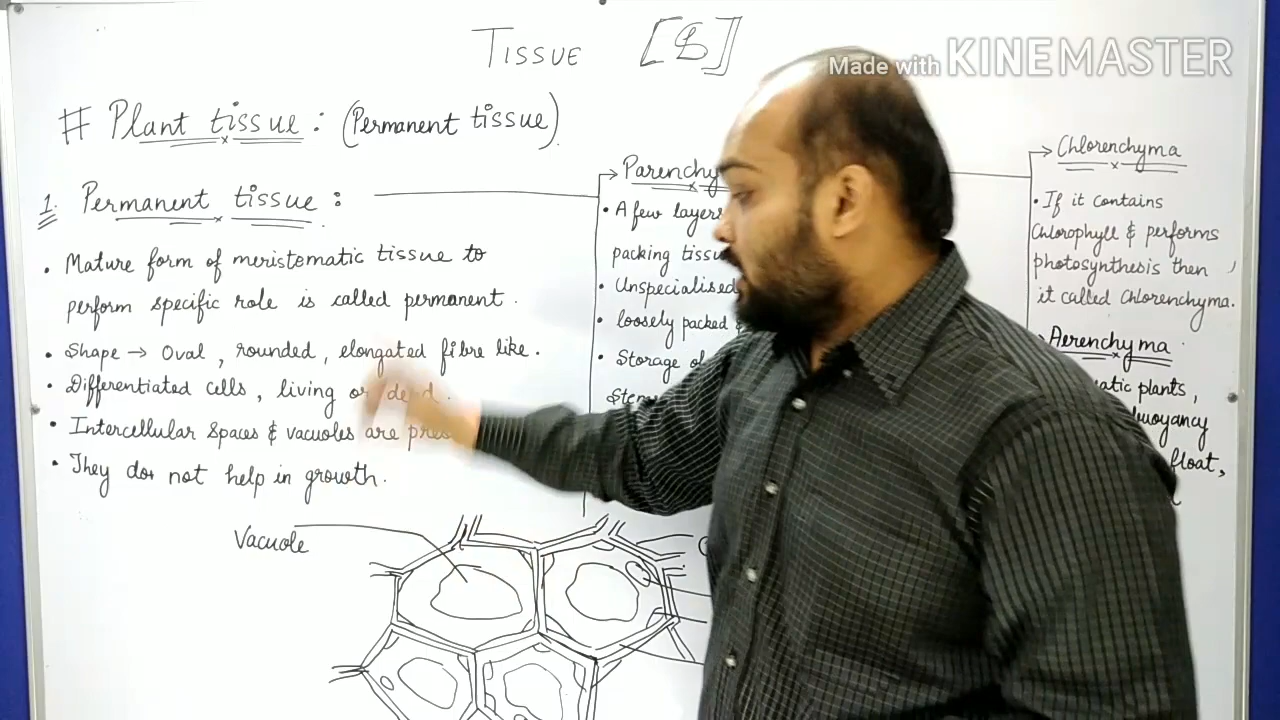 TISSUE
Made with KINEMASTER
# Plant tissue : (Permanent tissue)
1. Permanent tissue :
• Mature form of meristematic tissue to
perform specific role is called permanent.
• Shape → Oval, rounded, elongated fibre like.
• Differentiated cells, living or dead.
• Intercellular spaces & vacuoles are
• They do not help in growth.
Vacuole
→ Parenchy
• A few layers
packing tissu
• Unspecialised
• loosely packed
• Storage of
→ Chlorenchyma
• If it contains
Chlorophyll & performs
photosynthesis then
it called Chlorenchyma.
→ Aerenchyma
plants,
buoyancy
float,